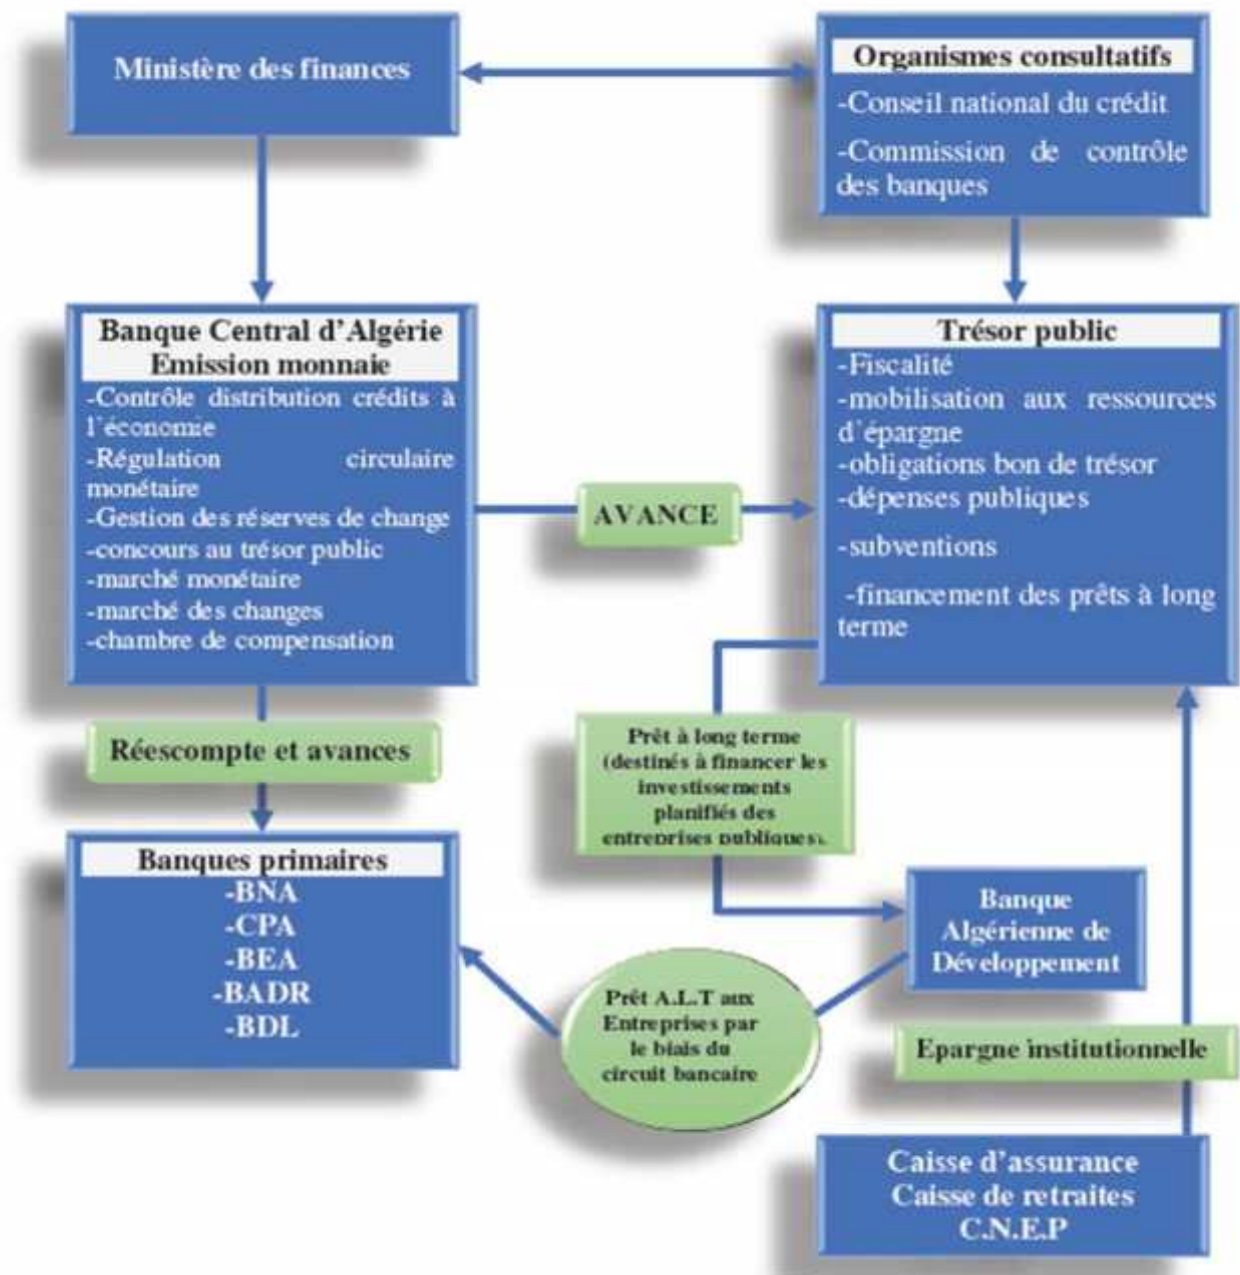 Ministère des finances
Organismes consultatifs
-Conseil national du crédit
-Commission de contrôle
des banques
Banque Central d'Algérie
Emission monnaie
-Contrôle distribution crédits à
l'économie
-Régulation circulaire
monétaire
-Gestion des réserves de change
-concours au trésor public
-marché monétaire
-marché des changes
-chambre de compensation
AVANCE
Trésor public
-Fiscalité
-mobilisation aux ressources
d'épargne
-obligations bon de trésor
-dépenses publiques
-subventions
-financement des prêts à long
terme
Réescompte et avances
Prêt à long terme
(destinés à financer les
investissements
planifiés des
entreprises publiques).
Banques primaires
-BNA
-CPA
-BEA
-BADR
-BDL
Banque
Algérienne de
Développement
Prêt A.L.T aux
Entreprises par
le biais du
circuit bancaire
Epargne institutionnelle
Caisse d'assurance
Caisse de retraites
C.N.E.P